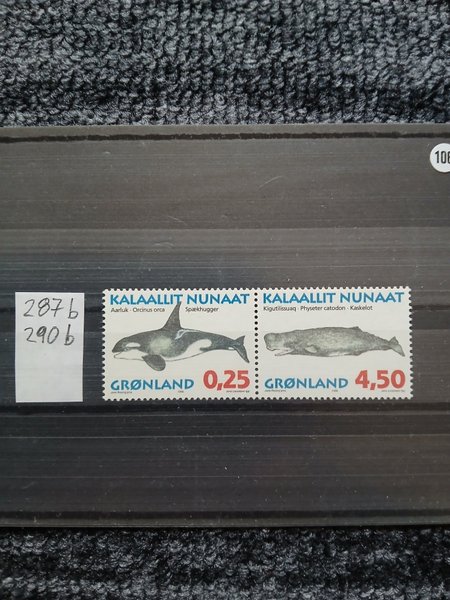 106
287b
290b
KALAALLIT NUNAAT
Aarluk · Orcinus orca Spækhugger
GRØNLAND 0,25
KALAALLIT NUNAAT
Kigutilissuaq · Physeter catodon · Kaskelot
GRØNLAND 4,50